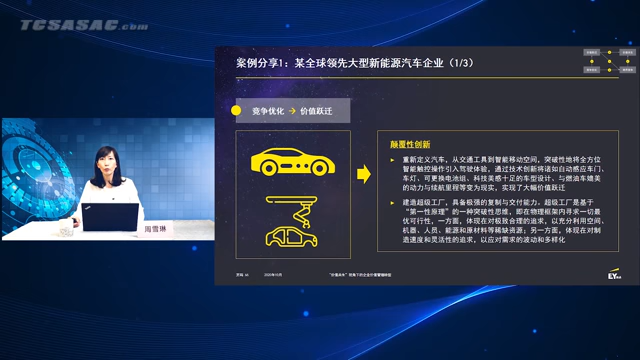 TCSASAC.com
案例分享1：某全球领先大型新能源汽车企业（1/3）
竞争优化 → 价值跃迁
颠覆性创新
► 重新定义汽车，从交通工具到智能移动空间，突破性地将全方位
智能触控操作引入驾驶体验，通过技术创新将诸如自动感应车门、
车灯、可更换电池组、科技美感十足的车型设计、与燃油车媲美
的动力与续航里程等变为现实，实现了大幅价值跃迁
► 建造超级工厂，具备极强的复制与交付能力。超级工厂是基于
“第一性原理”的一种突破性思维，即在物理框架内寻求一切最
优可行性，一方面，体现在对极致合理的追求，以充分利用空间、
机器、人员、能源和原材料等稀缺资源；另一方面，体现在对制
造速度和灵活性的追求，以应对需求的波动和多样化
周雪琳
2020年10月
EY